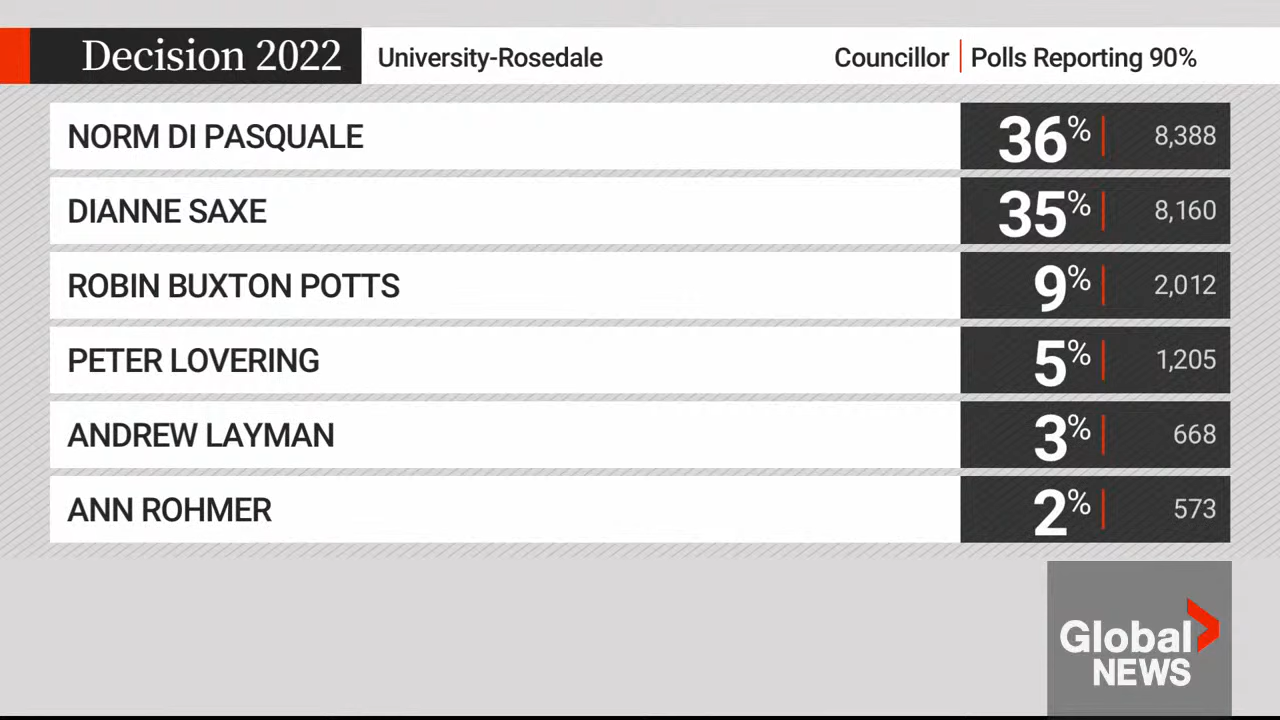 Decision 2022 University-Rosedale Councillor Polls Reporting 90%
NORM DI PASQUALE 36% 8,388
DIANNE SAXE 35% 8,160
ROBIN BUXTON POTTS 9% 2,012
PETER LOVERING 5% 1,205
ANDREW LAYMAN 3% 668
ANN ROHMER 2% 573
Global
NEWS